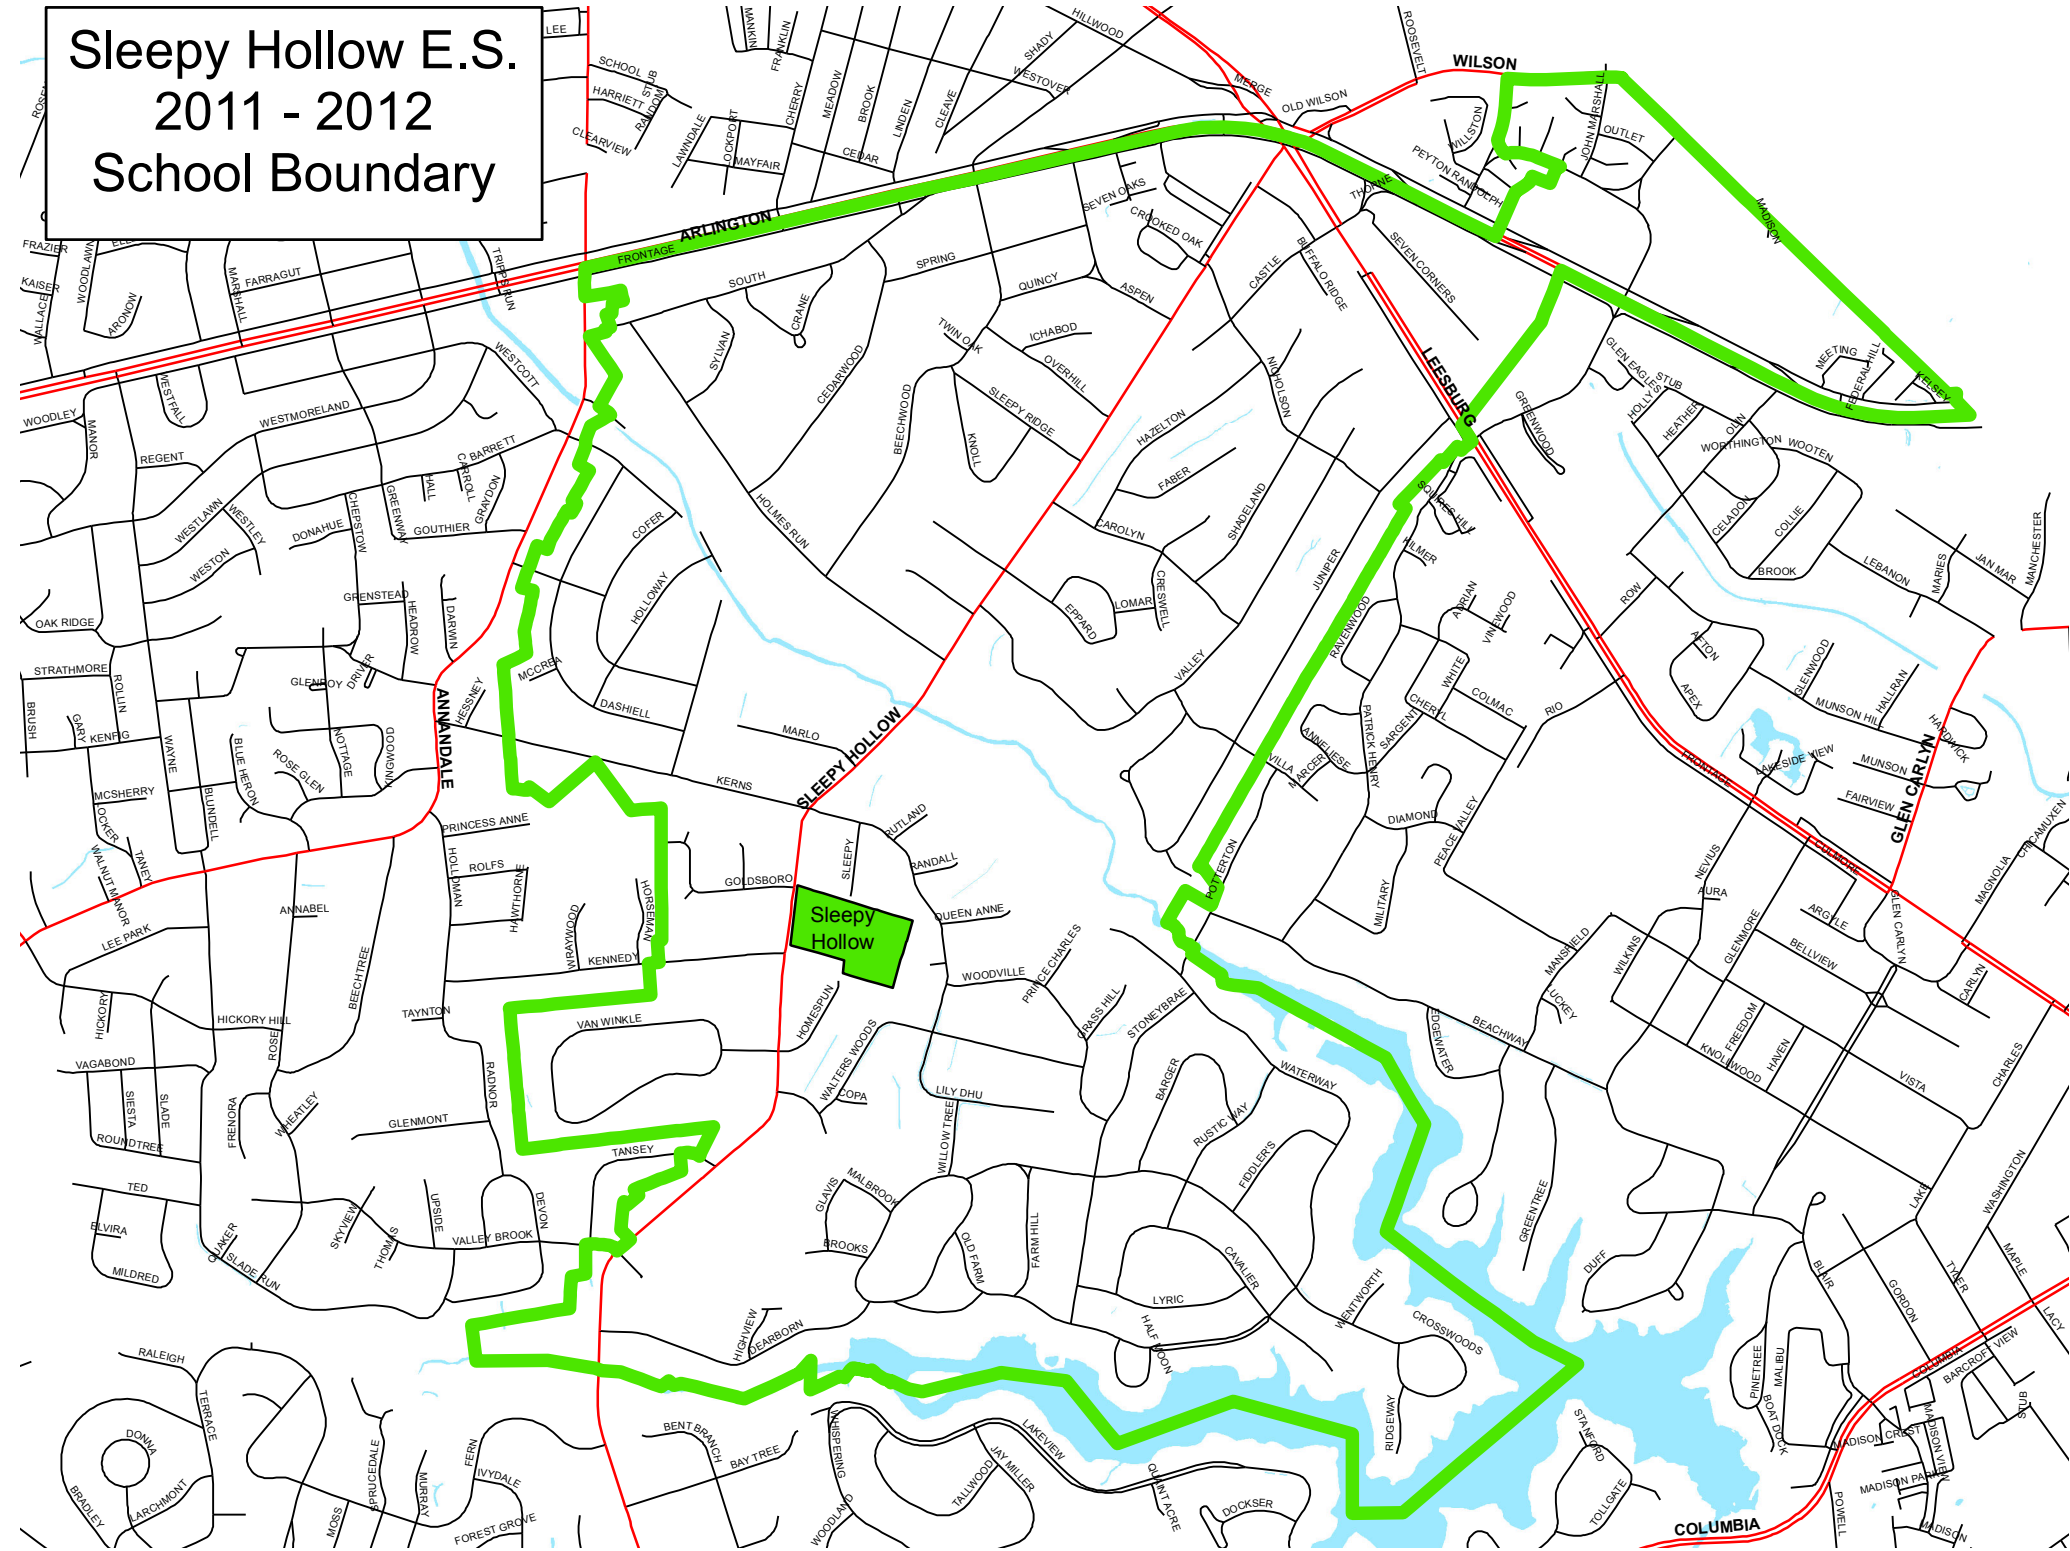 Sleepy Hollow E.S.
2011 - 2012
School Boundary
LEE
SCHOOL
STUB
HARRIETT
RANDOM
CLEARVIEW
MANKIN
FRANKLIN
CHERRY
MEADOW
BROOK
LINDEN
CLEAVE
SHADY
HILLWOOD
WESTOVER
MERGE
ROOSEVELT
WILSON
OLD WILSON
LAWNDALE
MAYFAIR
CEDAR
WILLSTON
PEYTON RANDOLPH
JOHN MARSHALL
OUTLET
THORNE
MADISON
FRAZIER
KAISER
WALLACE
WOODLAWN
ARONOW
MARSHALL
FARRAGUT
TRIPPS RUN
FRONTAGE
ARLINGTON
SOUTH
CRANE
SYLVAN
SPRING
QUINCY
ASPEN
SEVEN OAKS
CROOKED OAK
CASTLE
BUFFALO RIDGE
SEVEN CORNERS
LEESBURG
TWIN OAK
ICHABOD
OVERHILL
SLEEPY RIDGE
KNOLL
CEDARWOOD
BEECHWOOD
HOLMES RUN
NICHOLSON
HAZELTON
FABER
CAROLYN
SHADELAND
JUNIPER
GREENWOOD
GLEN EAGLES
STUB
HOLLY
HEATHER
OLIN
WORTHINGTON
WOOTEN
CELADON
COLLIE
BROOK
LEBANON
MARIES
JAN MAR
MANCHESTER
MEETING
FEDERAL HILL
KELSEY
WOODLEY
MANOR
WESTFALL
WESTMORELAND
WESTCOTT
REGENT
BARRETT
CARROLL
HALL
GRAYDON
GREENWAY
GOUTHIER
CHEPSTOW
DONAHUE
WESTLAWN
WESTLEY
WESTON
COFER
HOLLOWAY
GRENSTEAD
HEADROW
DARWIN
OAK RIDGE
STRATHMORE
ROLLIN
BRUSH
GARY
KENFIG
WAYNE
GLENROY
DRIVER
NOTTAGE
DOGWOOD
BLUE HERON
ROSE GLEN
BLUNDELL
MCSHERRY
LOCKER
TANEY
WALNUT MANOR
ANNANDALE
HESSNEY
MCCREA
DASHIELL
MARLO
KERNS
SLEEPY HOLLOW
EPPARD
LOMAR
CRESWELL
VALLEY
SQUIRES HILL
KILMER
ADRIAN
VINEWOOD
ROW
RAVENWOOD
WHITE
COLMAC
CHERYL
SARGENT
PATRICK HENRY
ANNELIESE
MARCER
VILLA
RIO
DIAMOND
PEACE VALLEY
MILITARY
POTTERTON
AFTON
APEX
GLENWOOD
MUNSON HILL
HALLRAN
HARDWICK
MUNSON
LAKESIDE VIEW
FAIRVIEW
GLEN CARLYN
FRONTAGE
CULMORE
CHICAMUXEN
MAGNOLIA
NEVIUS
AURA
ARGYLE
BELLVIEW
GLENMORE
GLEN CARLYN
CARLYN
PRINCESS ANNE
HOLLOMAN
ROLFS
HAWTHORNE
WRAYWOOD
HORSEMAN
KENNEDY
GOLDSBORO
SLEEPY
RUTLAND
RANDALL
QUEEN ANNE
Sleepy
Hollow
WOODVILLE
PRINCE CHARLES
GRASS HILL
STONEYBRAE
ANNABEL
LEE PARK
BEECHTREE
HICKORY
HICKORY HILL
ROSE
TAYNTON
VAN WINKLE
HOMESPUN
WALTERS WOODS
COPA
LILY DHU
WILLOW TREE
VAGABOND
SIESTA
SLADE
ROUNDTREE
FRENORA
WHEATLEY
GLENMONT
RADNOR
TANSEY
BARGER
WATERWAY
RUSTIC WAY
FIDDLER'S
EDGEWATER
BEACHWAY
MANSFIELD
WILKINS
KNOLLWOOD
FREEDOM
HAVEN
VISTA
CHARLES
WASHINGTON
LAKE
TED
ELVIRA
MILDRED
QUAKER
SLADE RUN
SKYVIEW
THOMAS
UPSIDE
VALLEY BROOK
DEVON
GLAVIS
MALBROOK
BROOKS
OLD FARM
FARM HILL
LYRIC
CAVALIER
HALF MOON
WENTWORTH
CROSSWOODS
RIDGEWAY
GREENTREE
DUFF
BLAIR
GORDON
TYLER
MAPLE
LACY
RALEIGH
TERRACE
DONNA
BRADLEY
LARCHMONT
MOSS
SPRUCEDALE
MURRAY
FERN
IVYDALE
FOREST GROVE
HIGHVIEW
DEARBORN
BENT BRANCH
BAY TREE
WHISPERING
WOODLAND
TALLWOOD
JAY MILLER
LAKEVIEW
QUAINT ACRE
DOCKSER
STANFORD
TOLLGATE
PINETREE
MALIBU
BOAT DOCK
COLUMBIA
BARCROFT VIEW
STUB
MADISON CREST
MADISON VIEW
MADISON PARK
MADISON
POWELL
COLUMBIA